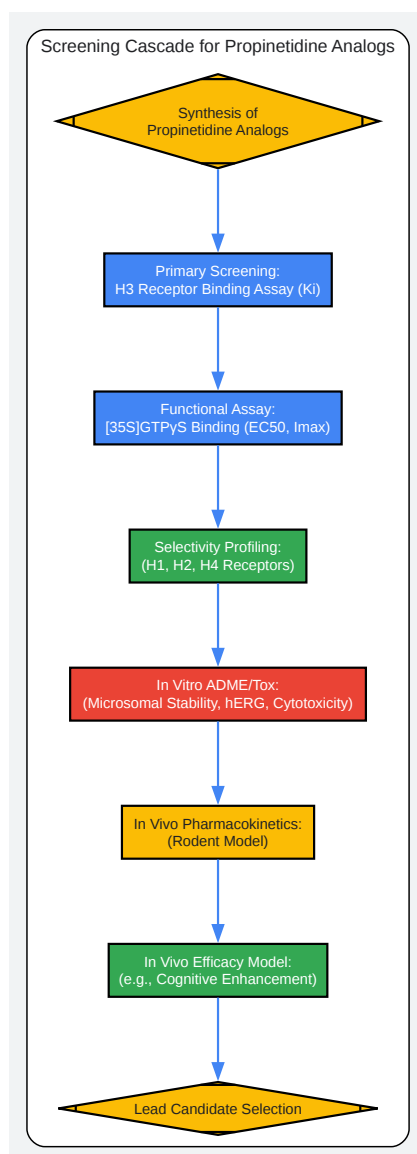 Screening Cascade for Propinetidine Analogs
Synthesis of
Propinetidine Analogs
Primary Screening:
H3 Receptor Binding Assay (Ki)
Functional Assay:
[35S]GTPγS Binding (EC50, Imax)
Selectivity Profiling:
(H1, H2, H4 Receptors)
In Vitro ADME/Tox:
(Microsomal Stability, hERG, Cytotoxicity)
In Vivo Pharmacokinetics:
(Rodent Model)
In Vivo Efficacy Model:
(e.g., Cognitive Enhancement)
Lead Candidate Selection